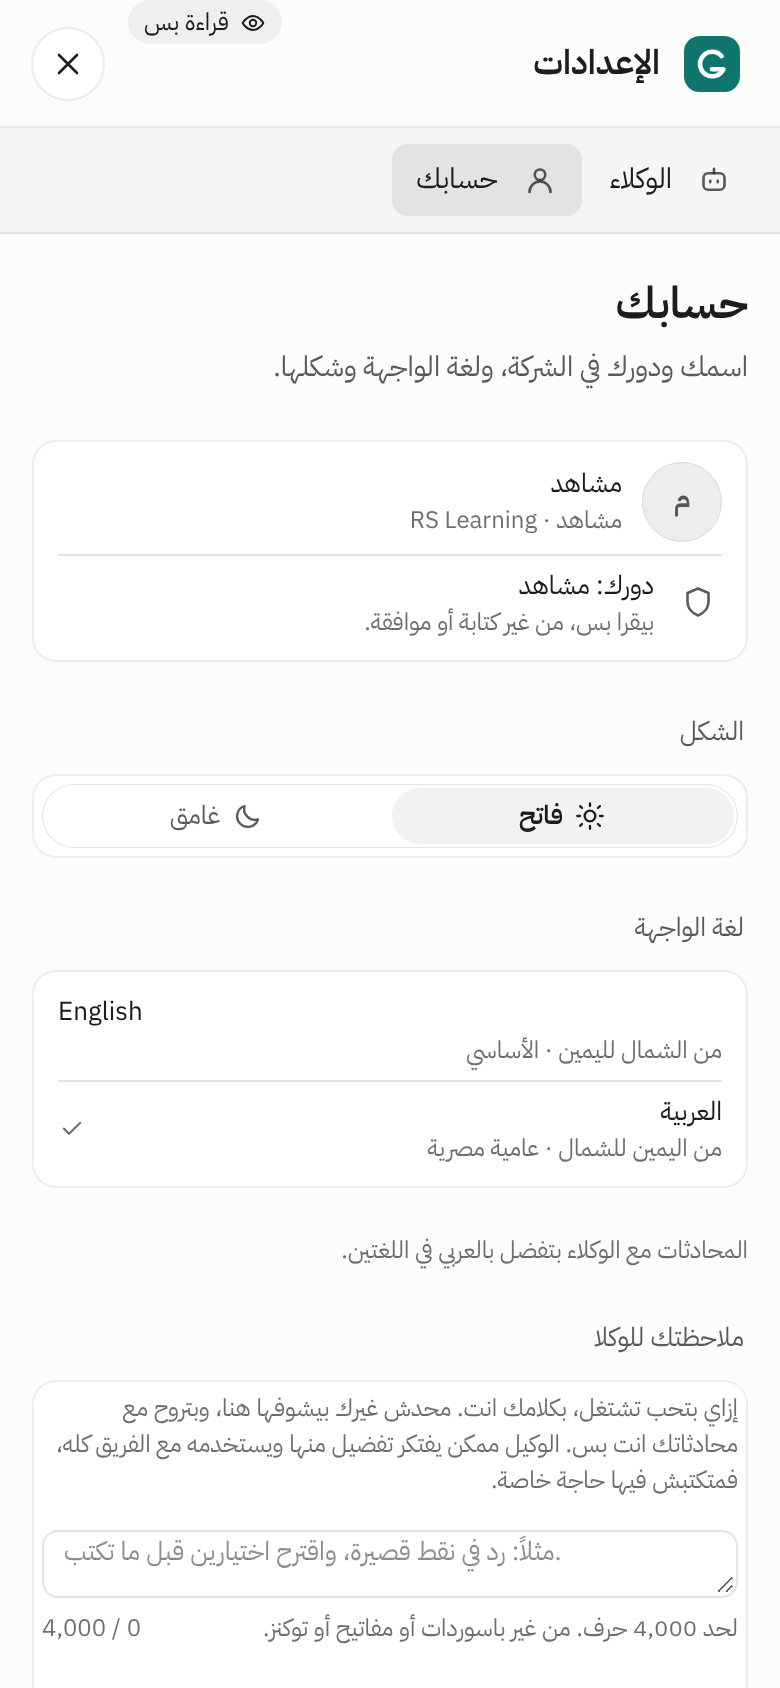 قراءة بس
الإعدادات
الوكلاء
حسابك
حسابك
اسمك ودورك في الشركة، ولغة الواجهة وشكلها.
م
مشاهد
مشاهد · RS Learning
دورك: مشاهد
بيقرا بس، من غير كتابة أو موافقة.
الشكل
فاتح
غامق
لغة الواجهة
English
من الشمال لليمين · الأساسي
العربية
من اليمين للشمال · عامية مصرية
المحادثات مع الوكلاء بتفضل بالعربي في اللغتين.
ملاحظتك للوكلا
إزاي بتحب تشتغل، بكلامك انت. محدش غيرك بيشوفها هنا، وبتروح مع
محادثاتك انت بس. الوكيل ممكن يفتكر تفضيل منها ويستخدمه مع الفريق كله،
فمتكتبش فيها حاجة خاصة.
مثلاً: رد في نقط قصيرة، واقترح اختيارين قبل ما تكتب.
لحد 4,000 حرف. من غير باسوردات أو مفاتيح أو توكنز.
0 / 4,000